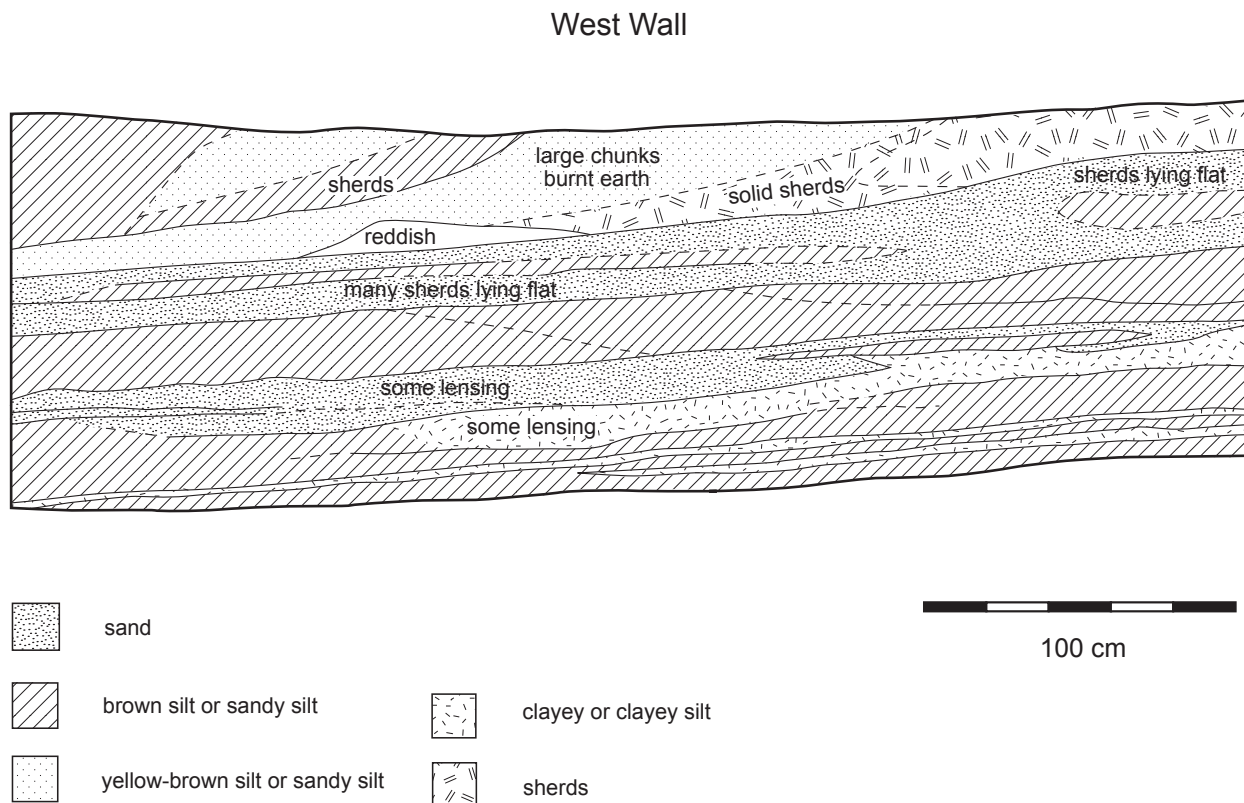 West Wall
large chunks
burnt earth
sherds
solid sherds
sherds lying flat
reddish
many sherds lying flat
some lensing
some lensing
sand
100 cm
brown silt or sandy silt
clayey or clayey silt
yellow-brown silt or sandy silt
sherds